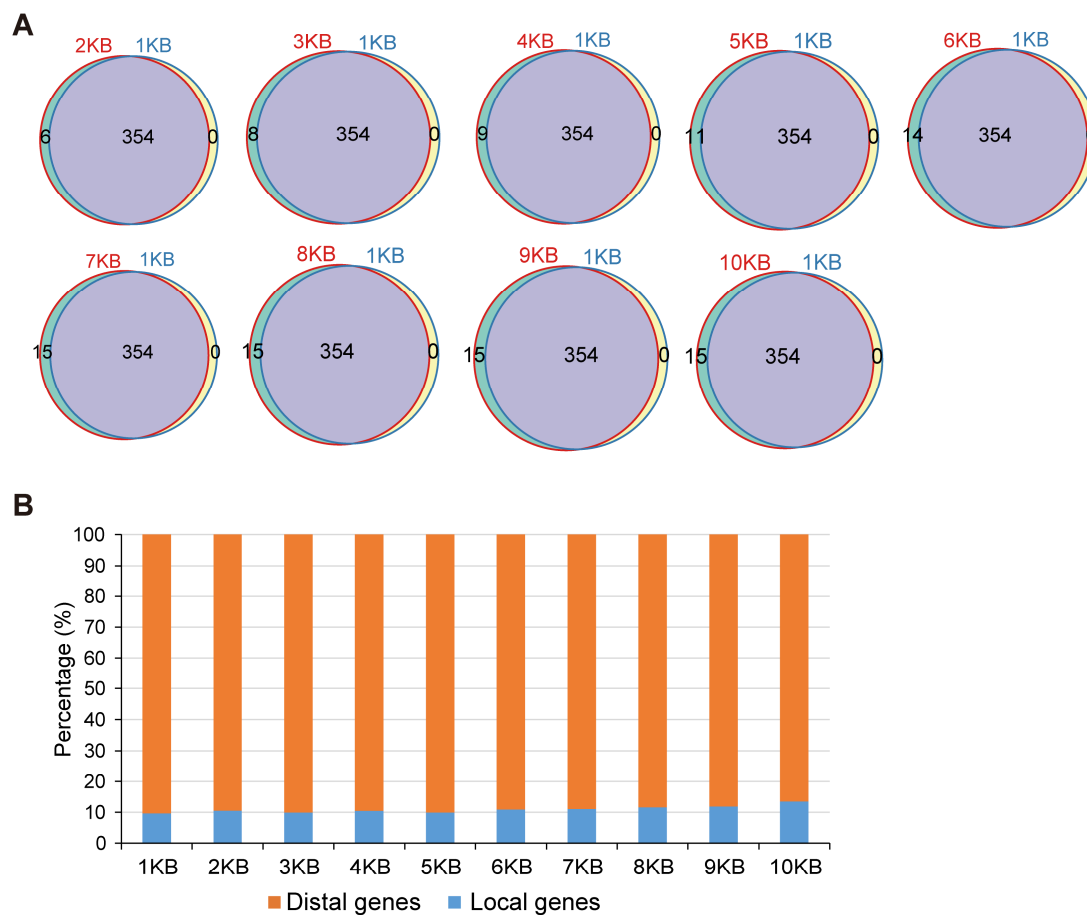 A
2KB 1KB 3KB 1KB 4KB 1KB 5KB 1KB 6KB 1KB
6 354 0 8 354 0 9 354 0 11 354 0 14 354
7KB 1KB 8KB 1KB 9KB 1KB 10KB 1KB
15 354 0 15 354 0 15 354 0 15 354 0
B
100
90
80
70
60
50
40
30
20
10
0
Percentage (%)
1KB 2KB 3KB 4KB 5KB 6KB 7KB 8KB 9KB 10KB
Distal genes Local genes